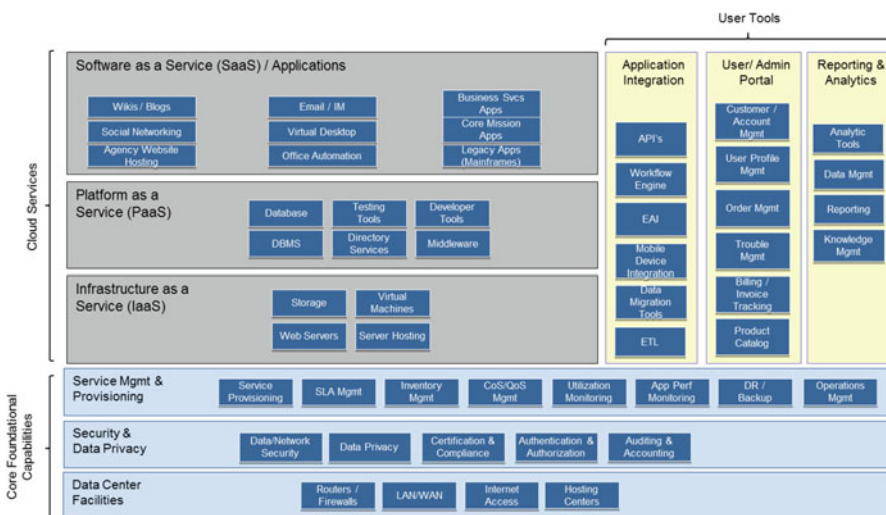 User Tools
Cloud Services
Software as a Service (SaaS) / Applications
Wikis / Blogs
Social Networking
Agency Website
Hosting
Email / IM
Virtual Desktop
Office Automation
Business Svcs
Apps
Core Mission
Apps
Legacy Apps
(Mainframes)
Platform as a
Service (PaaS)
Database
Testing
Tools
Developer
Tools
DBMS
Directory
Services
Middleware
Infrastructure as a
Service (IaaS)
Storage
Virtual
Machines
Web Servers
Server Hosting
Application
Integration
API's
Workflow
Engine
EAI
Mobile
Device
Integration
Data
Migration
Tools
ETL
User/ Admin
Portal
Customer /
Account
Mgmt
User Profile
Mgmt
Order Mgmt
Trouble
Mgmt
Billing /
Invoice
Tracking
Product
Catalog
Reporting &
Analytics
Analytic
Tools
Data Mgmt
Reporting
Knowledge
Mgmt
Core Foundational
Capabilities
Service Mgmt &
Provisioning
Service
Provisioning
SLA Mgmt
Inventory
Mgmt
CoS/QoS
Mgmt
Utilization
Monitoring
App Perf
Monitoring
DR /
Backup
Operations
Mgmt
Security &
Data Privacy
Data/Network
Security
Data Privacy
Certification &
Compliance
Authentication &
Authorization
Auditing &
Accounting
Data Center
Facilities
Routers /
Firewalls
LAN/WAN
Internet
Access
Hosting
Centers